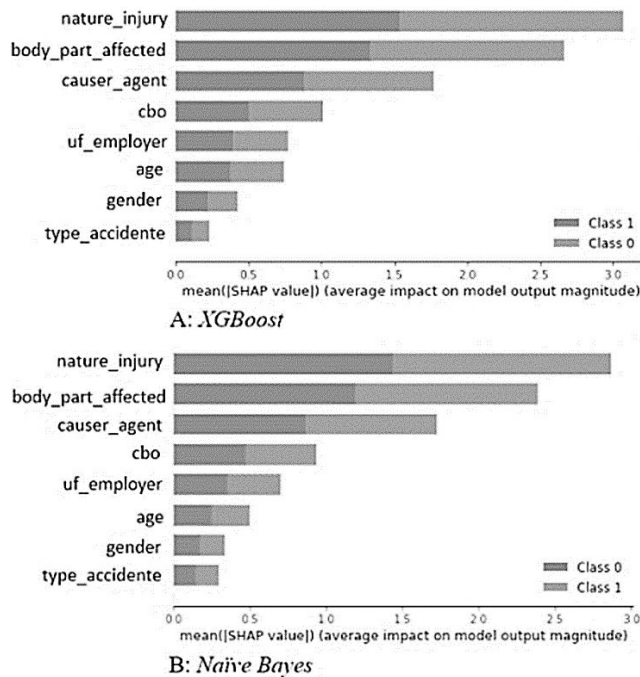 nature_injury
body_part_affected
causer_agent
cbo
uf_employer
age
gender
type_accidente
Class 1
Class 0
0.0 0.5 1.0 1.5 2.0 2.5 3.0
mean(|SHAP value|) (average impact on model output magnitude)
A: XGBoost
nature_injury
body_part_affected
causer_agent
cbo
uf_employer
age
gender
type_accidente
Class 0
Class 1
0.0 0.5 1.0 1.5 2.0 2.5 3.0
mean(|SHAP value|) (average impact on model output magnitude)
B: Naïve Bayes